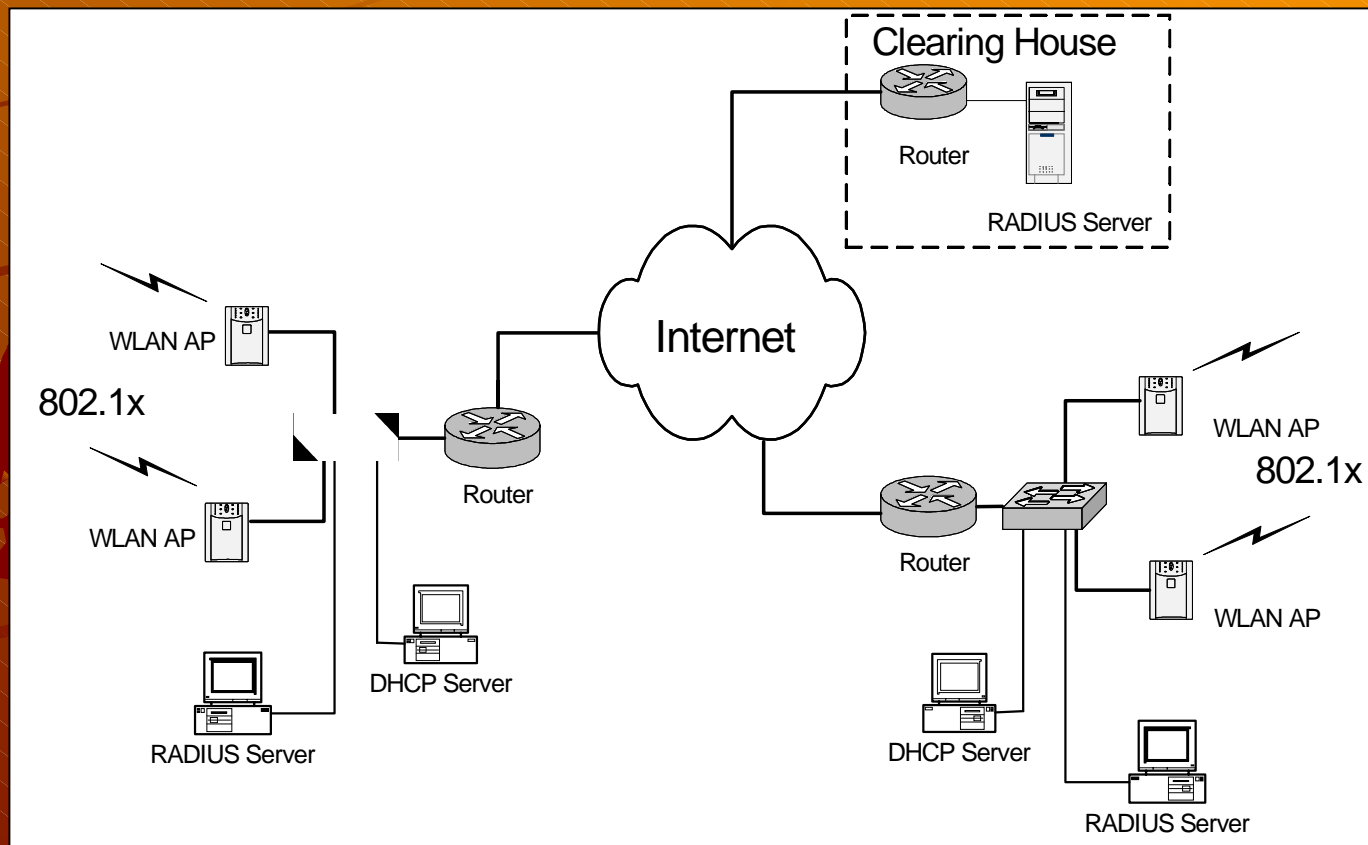 Clearing House
Router
RADIUS Server
Internet
WLAN AP
802.1x
WLAN AP
Router
DHCP Server
RADIUS Server
WLAN AP
802.1x
Router
WLAN AP
DHCP Server
RADIUS Server